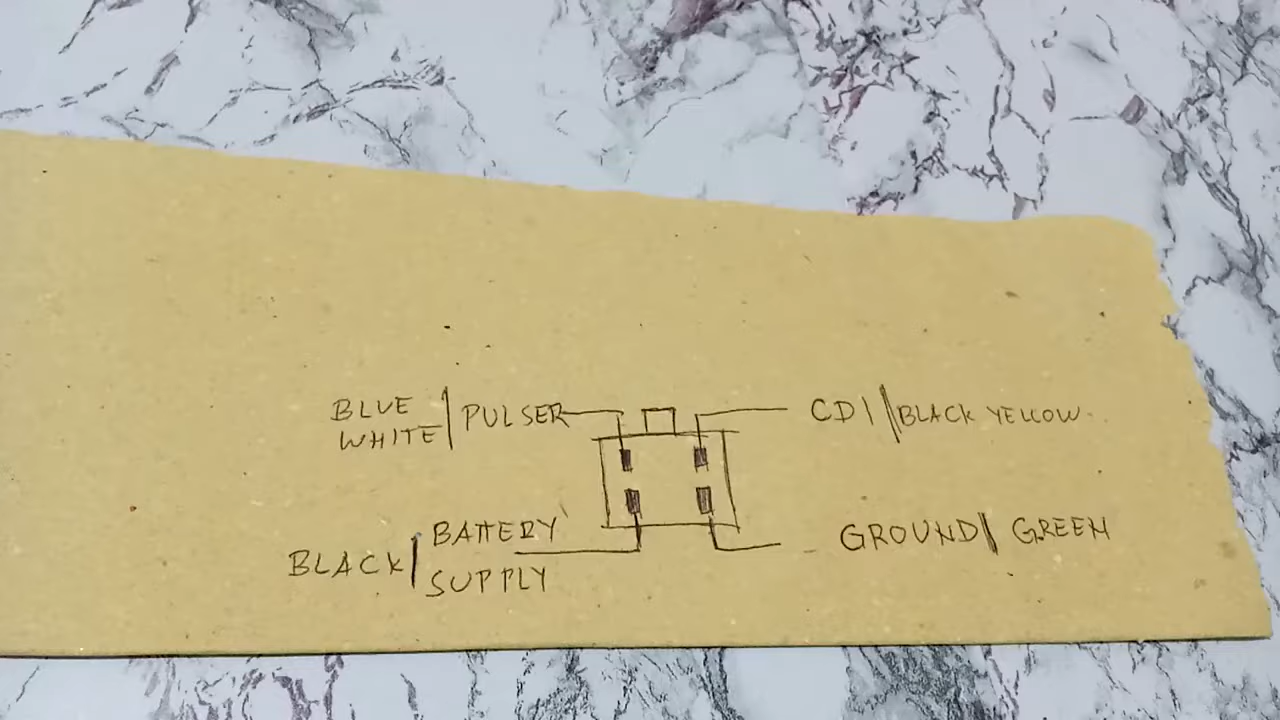 BLUE
WHITE | PULSER
CDI \\ BLACK YELLOW
BATTERY
BLACK |
SUPPLY
GROUND \\ GREEN